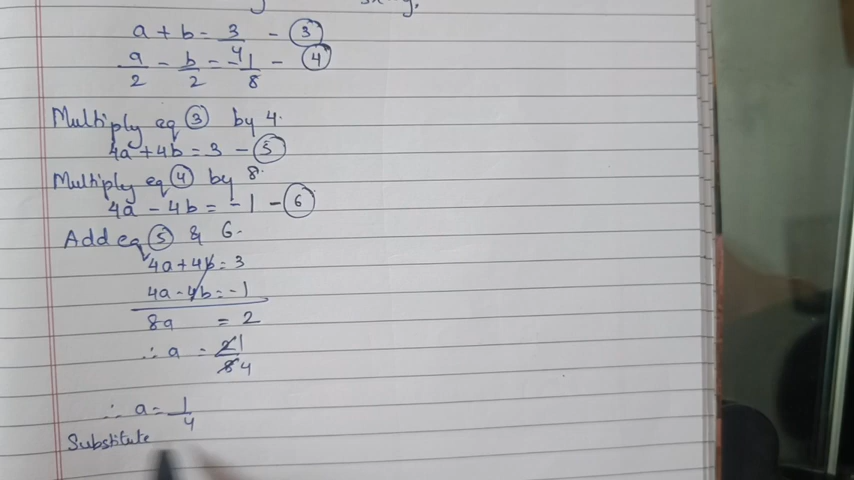 a + b = 3/4 - ③
a/2 - b/2 = -1/8 - ④
Multiply eq ③ by 4.
4a + 4b = 3 - ⑤
Multiply eq ④ by 8.
4a - 4b = -1 - ⑥
Add eq ⑤ & 6.
4a + 4b = 3
4a - 4b = -1
8a = 2
∴ a = 2 1/8 4
∴ a = 1/4
Substitute